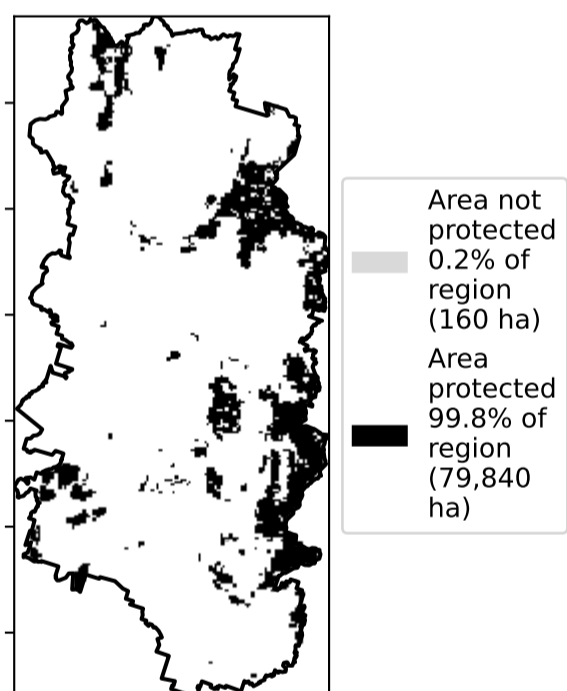 Area not
protected
0.2% of
region
(160 ha)
Area
protected
99.8% of
region
(79,840
ha)